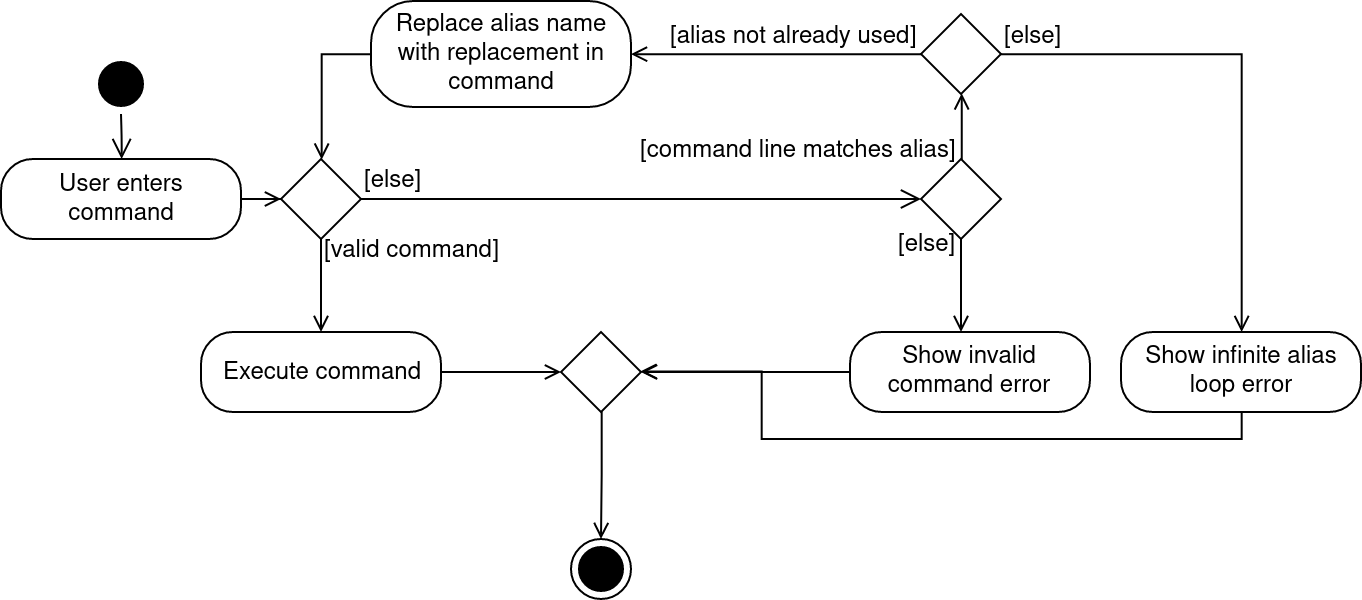 Replace alias name
with replacement in
command
[alias not already used]
[else]
[command line matches alias]
User enters
command
[else]
[valid command]
[else]
Execute command
Show invalid
command error
Show infinite alias
loop error